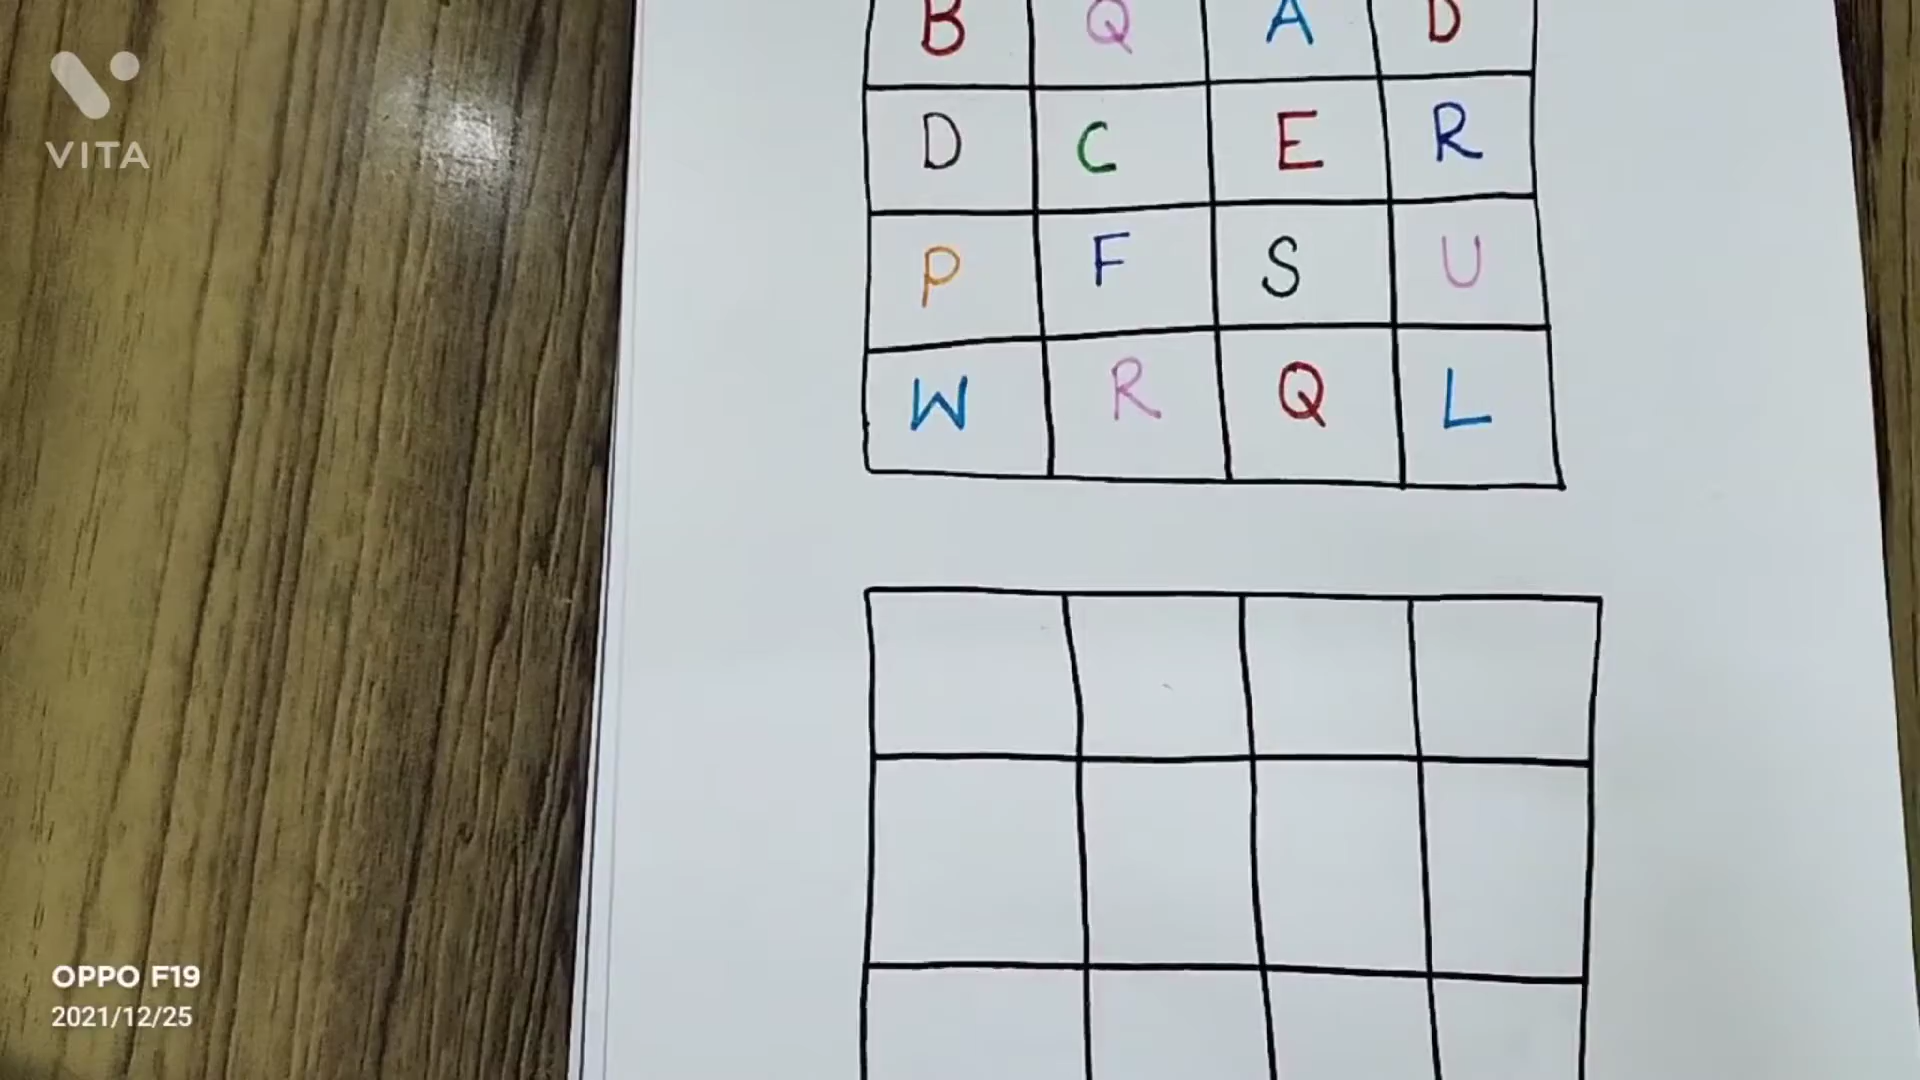 VITA
B Q A D
D C E R
P F S U
W R Q L
OPPO F19
2021/12/25